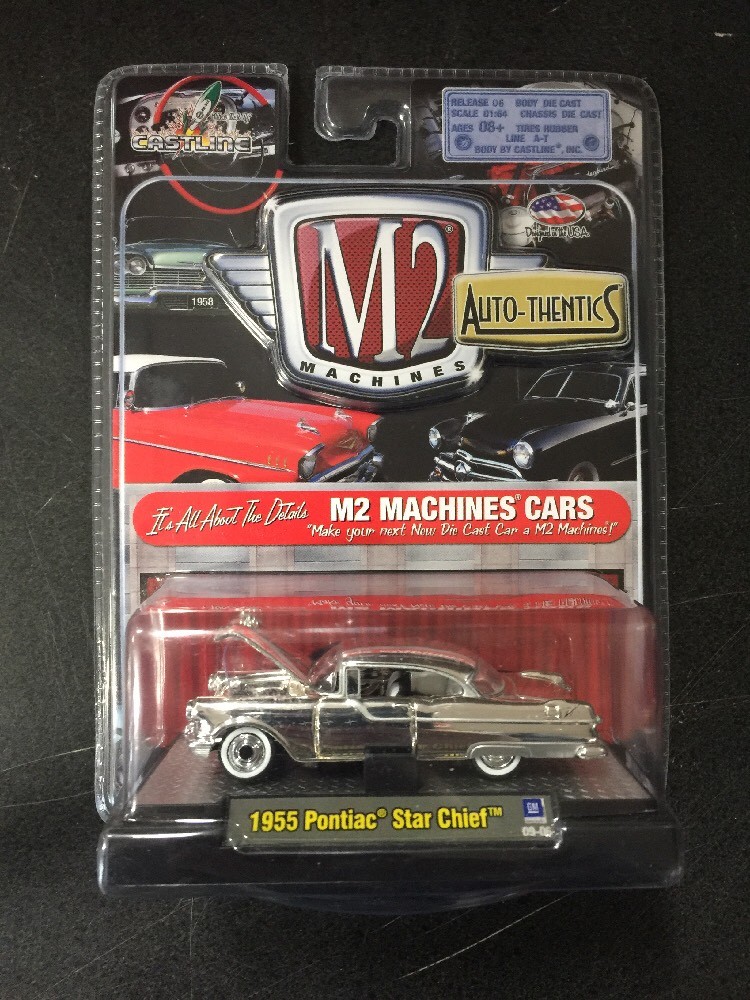 CASTLINE
RELEASE 06 BODY DIE CAST
SCALE 01:64 CHASSIS DIE CAST
AGES 08+ TIRES RUBBER
LINE A-T
BODY BY CASTLINE®, INC.
1958
M2®
MACHINES
AUTO-THENTICS
It's All About The Details
M2 MACHINES® CARS
"Make your next New Die Cast Car a M2 Machines!"
1955 Pontiac® Star Chief™
GM